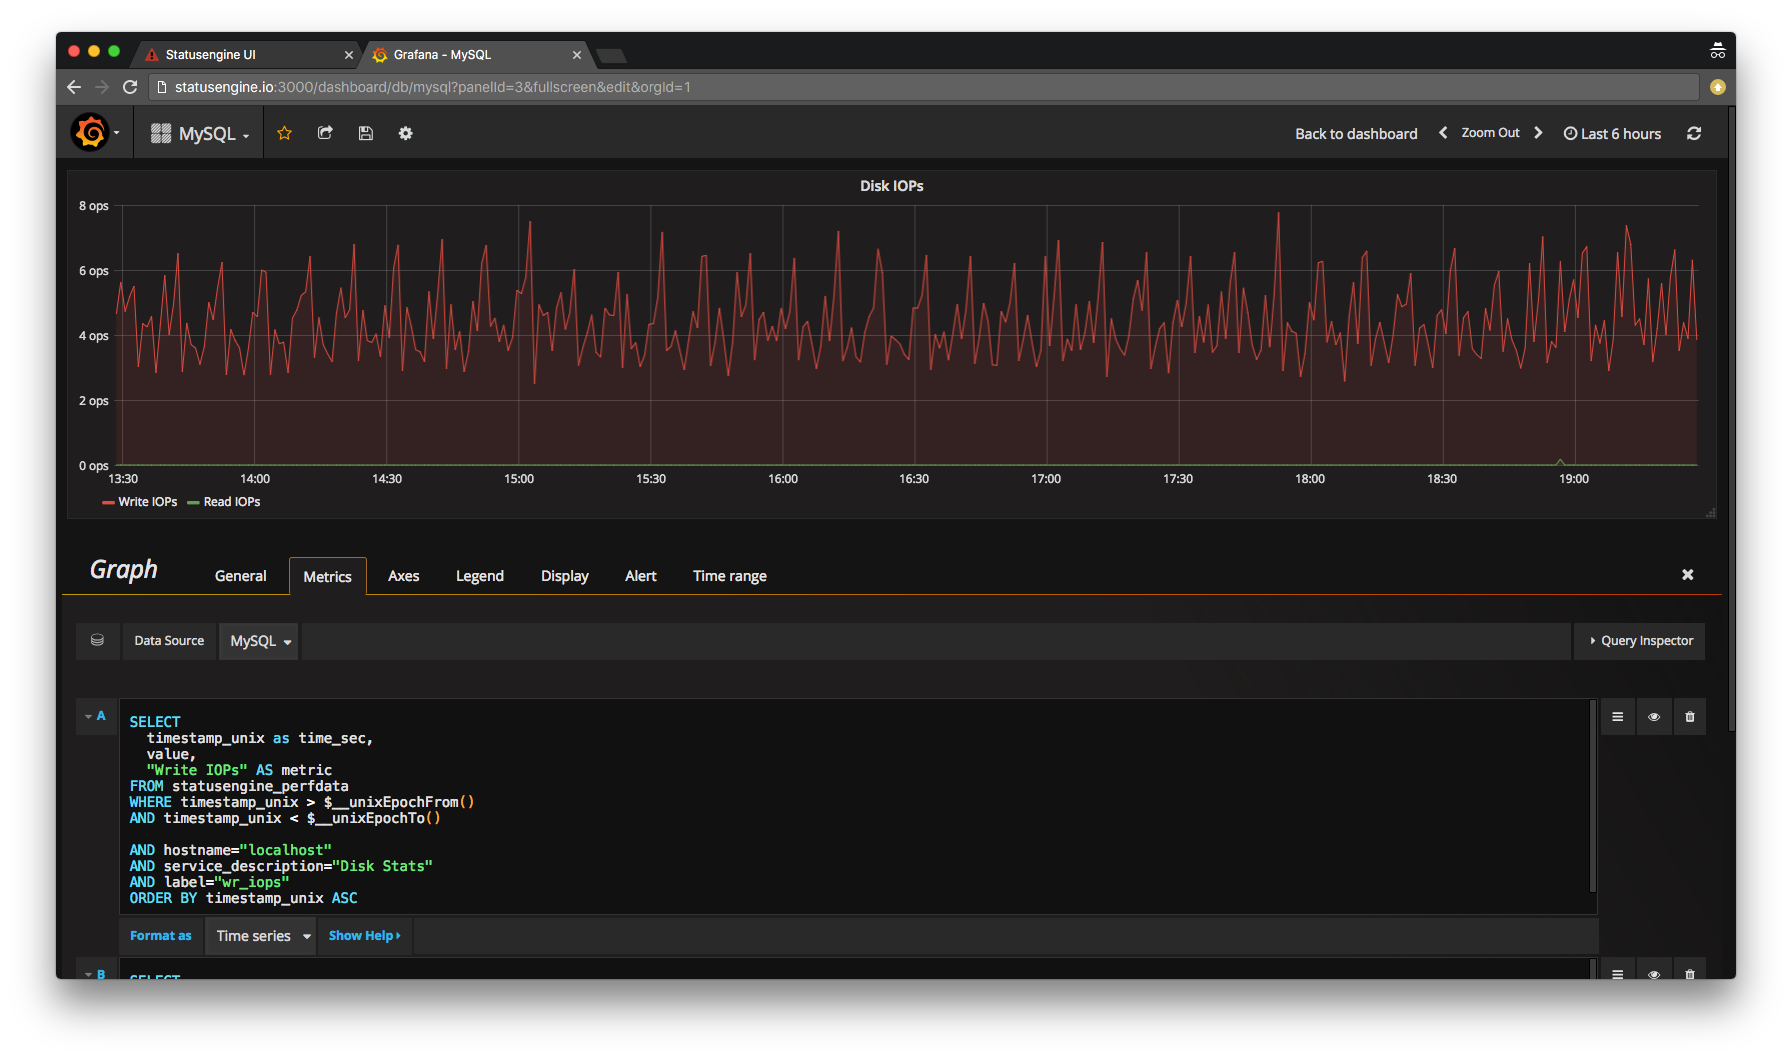 Statusengine UI
Grafana - MySQL
statusengine.io:3000/dashboard/db/mysql?panelId=3&fullscreen&edit&orgId=1
MySQL
Back to dashboard
Zoom Out
Last 6 hours
Disk IOPs
8 ops
6 ops
4 ops
2 ops
0 ops
13:30 14:00 14:30 15:00 15:30 16:00 16:30 17:00 17:30 18:00 18:30 19:00
Write IOPs Read IOPs
Graph General Metrics Axes Legend Display Alert Time range
Data Source MySQL Query Inspector
A
SELECT
timestamp_unix as time_sec,
value,
"Write IOPs" AS metric
FROM statusengine_perfdata
WHERE timestamp_unix > $__unixEpochFrom()
AND timestamp_unix < $__unixEpochTo()
AND hostname="localhost"
AND service_description="Disk Stats"
AND label="wr_iops"
ORDER BY timestamp_unix ASC
Format as Time series Show Help
B
SELECT